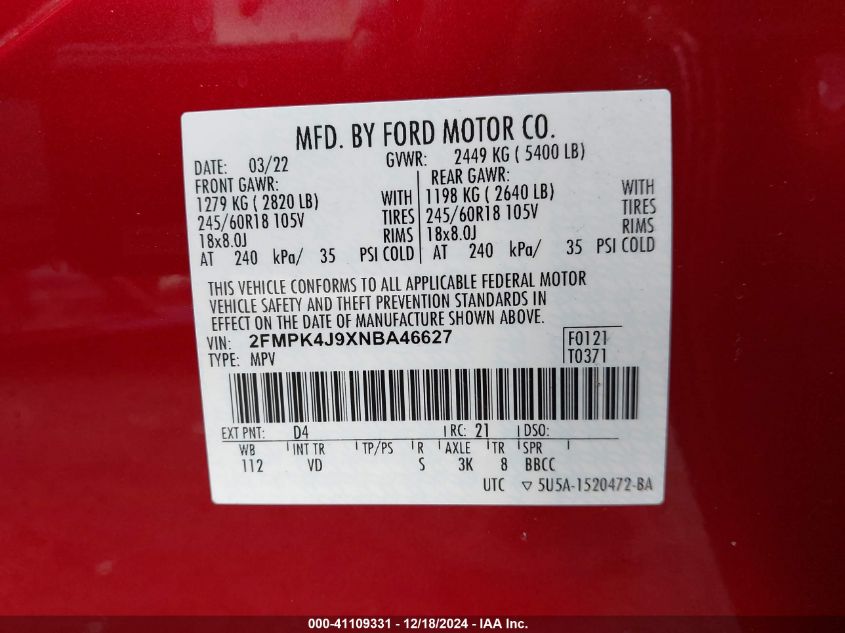 MFD. BY FORD MOTOR CO.
DATE: 03/22 GVWR: 2449 KG ( 5400 LB)
FRONT GAWR: REAR GAWR:
1279 KG ( 2820 LB) WITH 1198 KG ( 2640 LB) WITH
245/60R18 105V TIRES 245/60R18 105V TIRES
18x8.0J RIMS 18x8.0J RIMS
AT 240 kPa/ 35 PSI COLD AT 240 kPa/ 35 PSI COLD
THIS VEHICLE CONFORMS TO ALL APPLICABLE FEDERAL MOTOR
VEHICLE SAFETY AND THEFT PREVENTION STANDARDS IN
EFFECT ON THE DATE OF MANUFACTURE SHOWN ABOVE.
VIN: 2FMPK4J9XNBA46627 F0121
TYPE: MPV T0371
EXT PNT: D4 RC: 21 DSO:
WB INT TR TP/PS R AXLE TR SPR
112 VD S 3K 8 BBCC
UTC ▽ 5U5A-1520472-BA
000-41109331 - 12/18/2024 - IAA Inc.